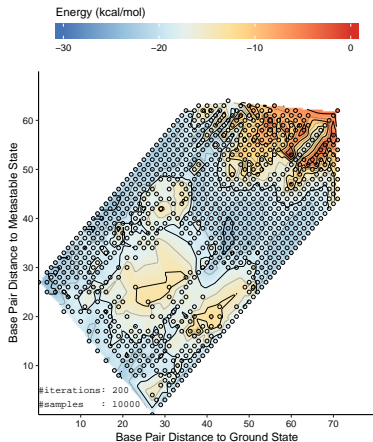 Energy (kcal/mol)
−30 −20 −10 0
Base Pair Distance to Metastable State
60
50
40
30
20
10
#iterations: 200
#samples : 10000
10 20 30 40 50 60 70
Base Pair Distance to Ground State